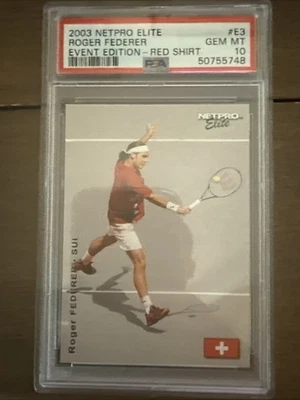 2003 NETPRO ELITE #E3
ROGER FEDERER GEM MT
EVENT EDITION - RED SHIRT 10
PSA 50755748
NETPRO
Elite
Roger FEDERER - SUI